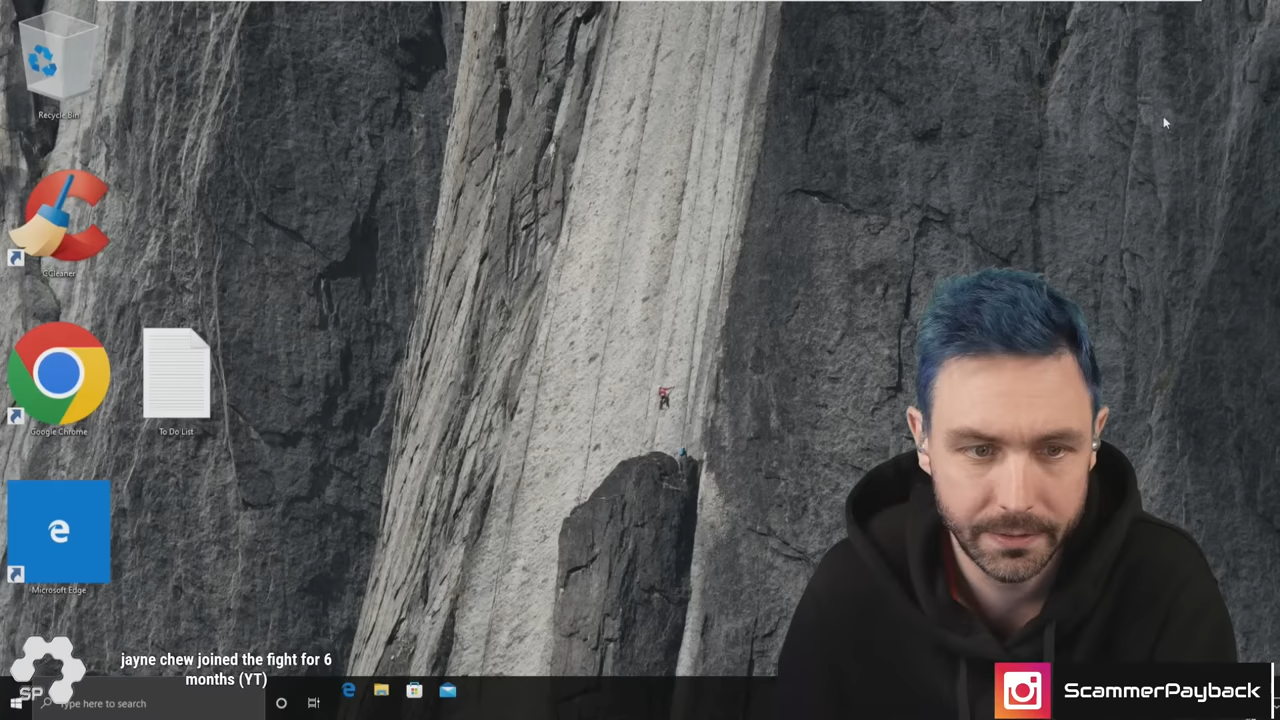 Recycle Bin
CCleaner
Google Chrome
To Do List
Microsoft Edge
jayne chew joined the fight for 6
months (YT)
SP
Type here to search
ScammerPayback